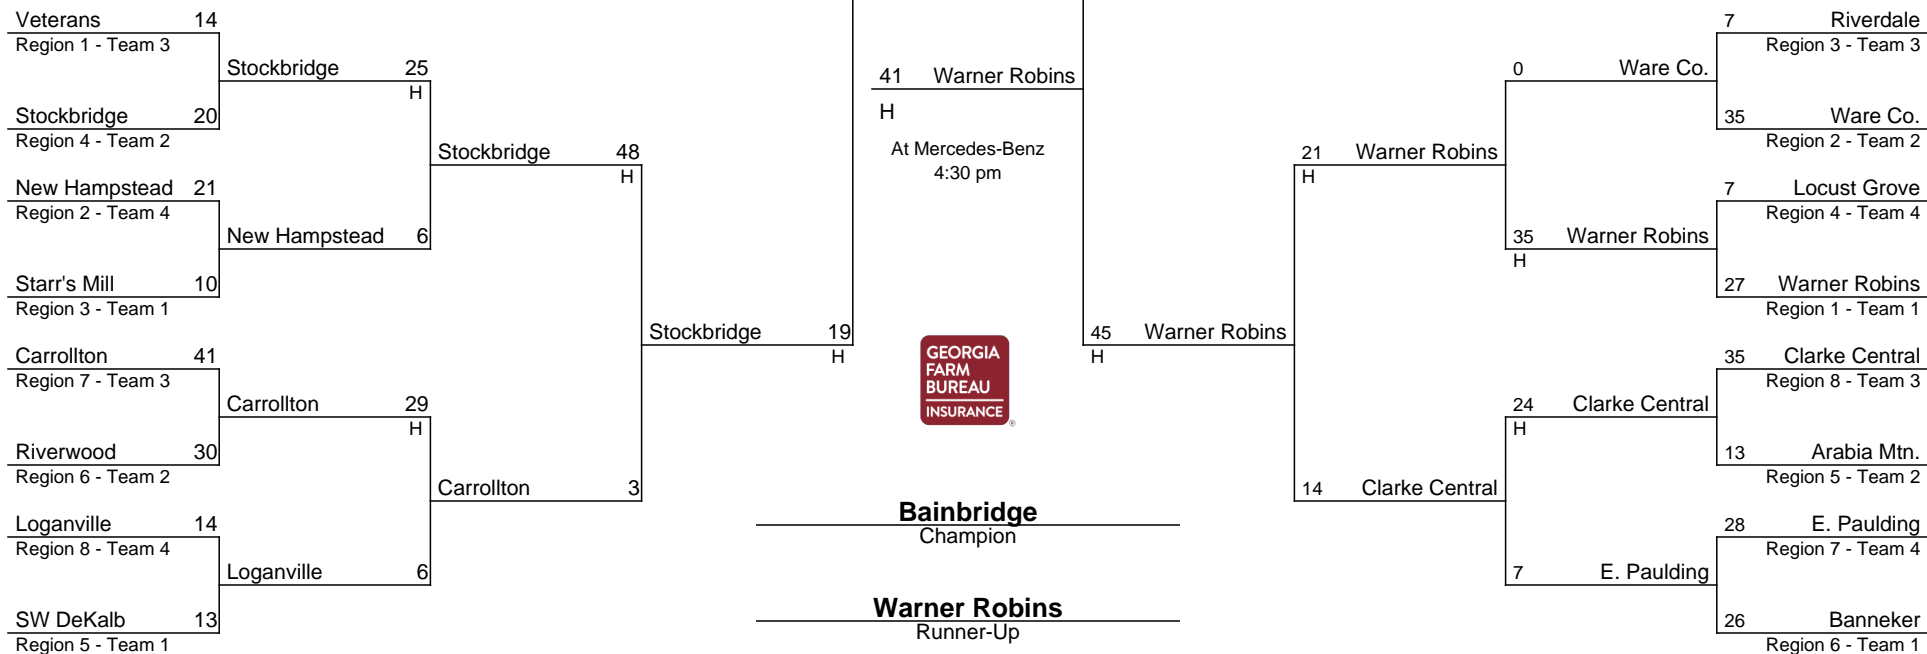 Veterans 14
Region 1 - Team 3
Stockbridge 25
H
Stockbridge 20
Region 4 - Team 2
Stockbridge 48
H
New Hampstead 21
Region 2 - Team 4
New Hampstead 6
Starr's Mill 10
Region 3 - Team 1
Stockbridge 19
H
Carrollton 41
Region 7 - Team 3
Carrollton 29
H
Riverwood 30
Region 6 - Team 2
Carrollton 3
Loganville 14
Region 8 - Team 4
Loganville 6
SW DeKalb 13
Region 5 - Team 1
41 Warner Robins
H
At Mercedes-Benz
4:30 pm
GEORGIA
FARM
BUREAU
INSURANCE
®
Bainbridge
Champion
Warner Robins
Runner-Up
7 Riverdale
Region 3 - Team 3
0 Ware Co.
35 Ware Co.
Region 2 - Team 2
21 Warner Robins
H
7 Locust Grove
Region 4 - Team 4
35 Warner Robins
H
27 Warner Robins
Region 1 - Team 1
45 Warner Robins
H
35 Clarke Central
Region 8 - Team 3
24 Clarke Central
H
13 Arabia Mtn.
Region 5 - Team 2
14 Clarke Central
28 E. Paulding
Region 7 - Team 4
7 E. Paulding
26 Banneker
Region 6 - Team 1